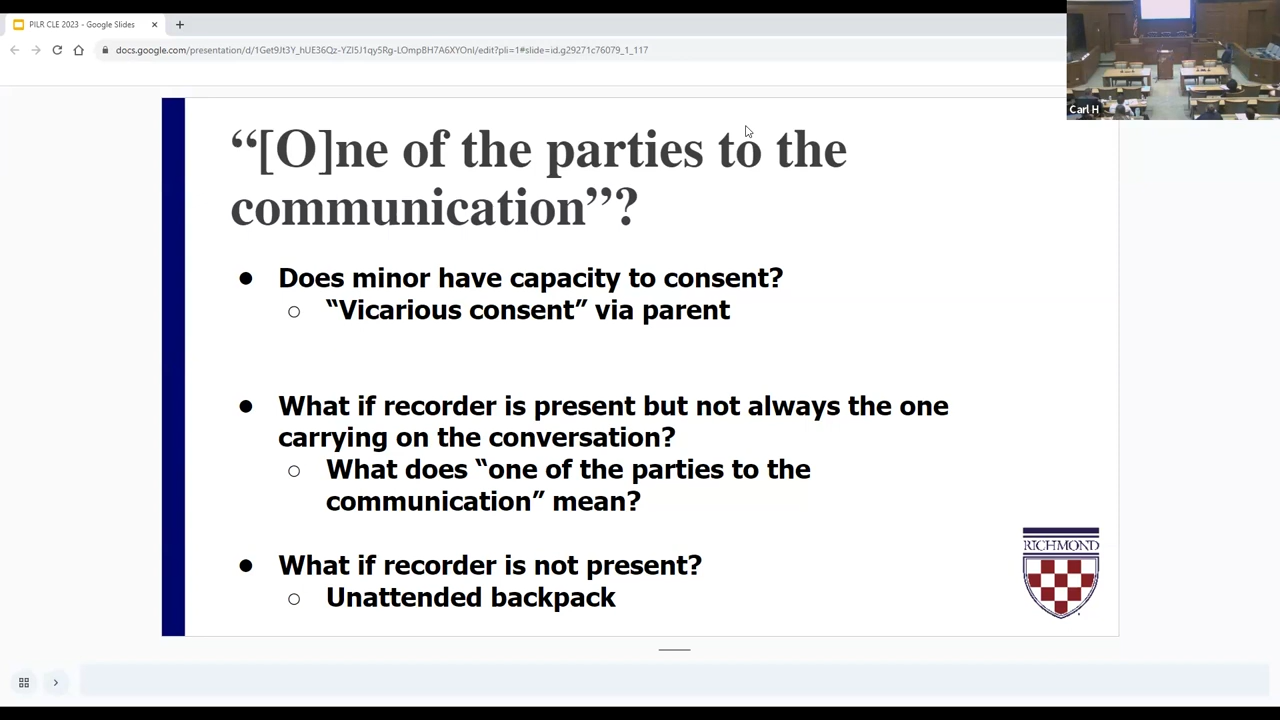 PILR CLE 2023 - Google Slides
docs.google.com/presentation/d/1Get9Jt3Y_hUE36Qz-YZI5J1qy5Rg-LOmpBH7A6XYOnI/edit?pli=1#slide=id.g29271c76079_1_117
Carl H
“[O]ne of the parties to the
communication”?
● Does minor have capacity to consent?
○ “Vicarious consent” via parent
● What if recorder is present but not always the one
carrying on the conversation?
○ What does “one of the parties to the
communication” mean?
● What if recorder is not present?
○ Unattended backpack
RICHMOND